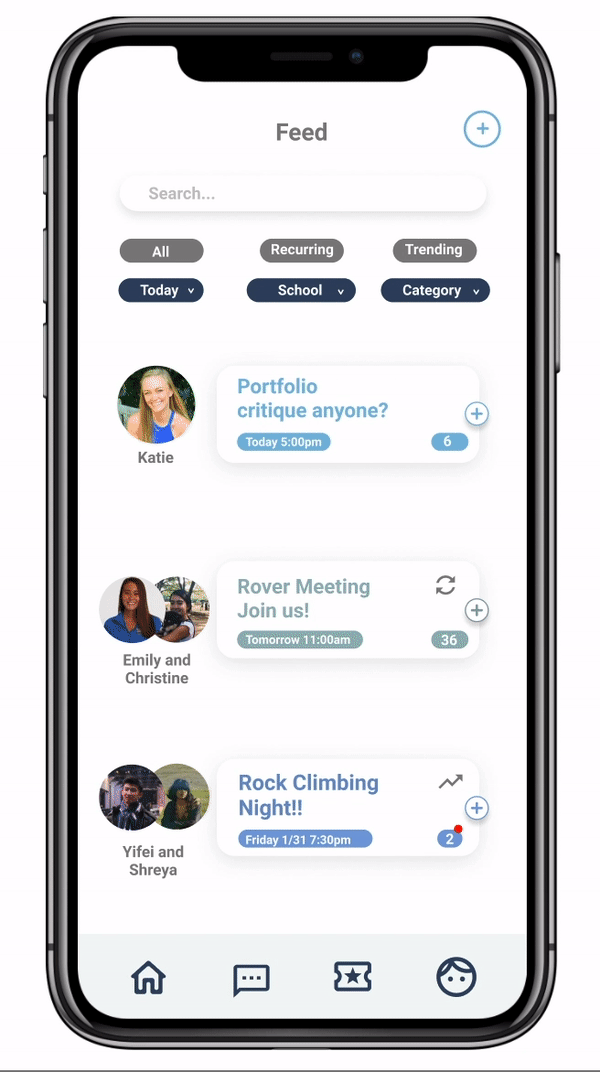 Feed
Search...
All
Recurring
Trending
Today
School
Category
Portfolio
critique anyone?
Today 5:00pm
6
Katie
Rover Meeting
Join us!
Tomorrow 11:00am
36
Emily and
Christine
Rock Climbing
Night!!
Friday 1/31 7:30pm
2
Yifei and
Shreya